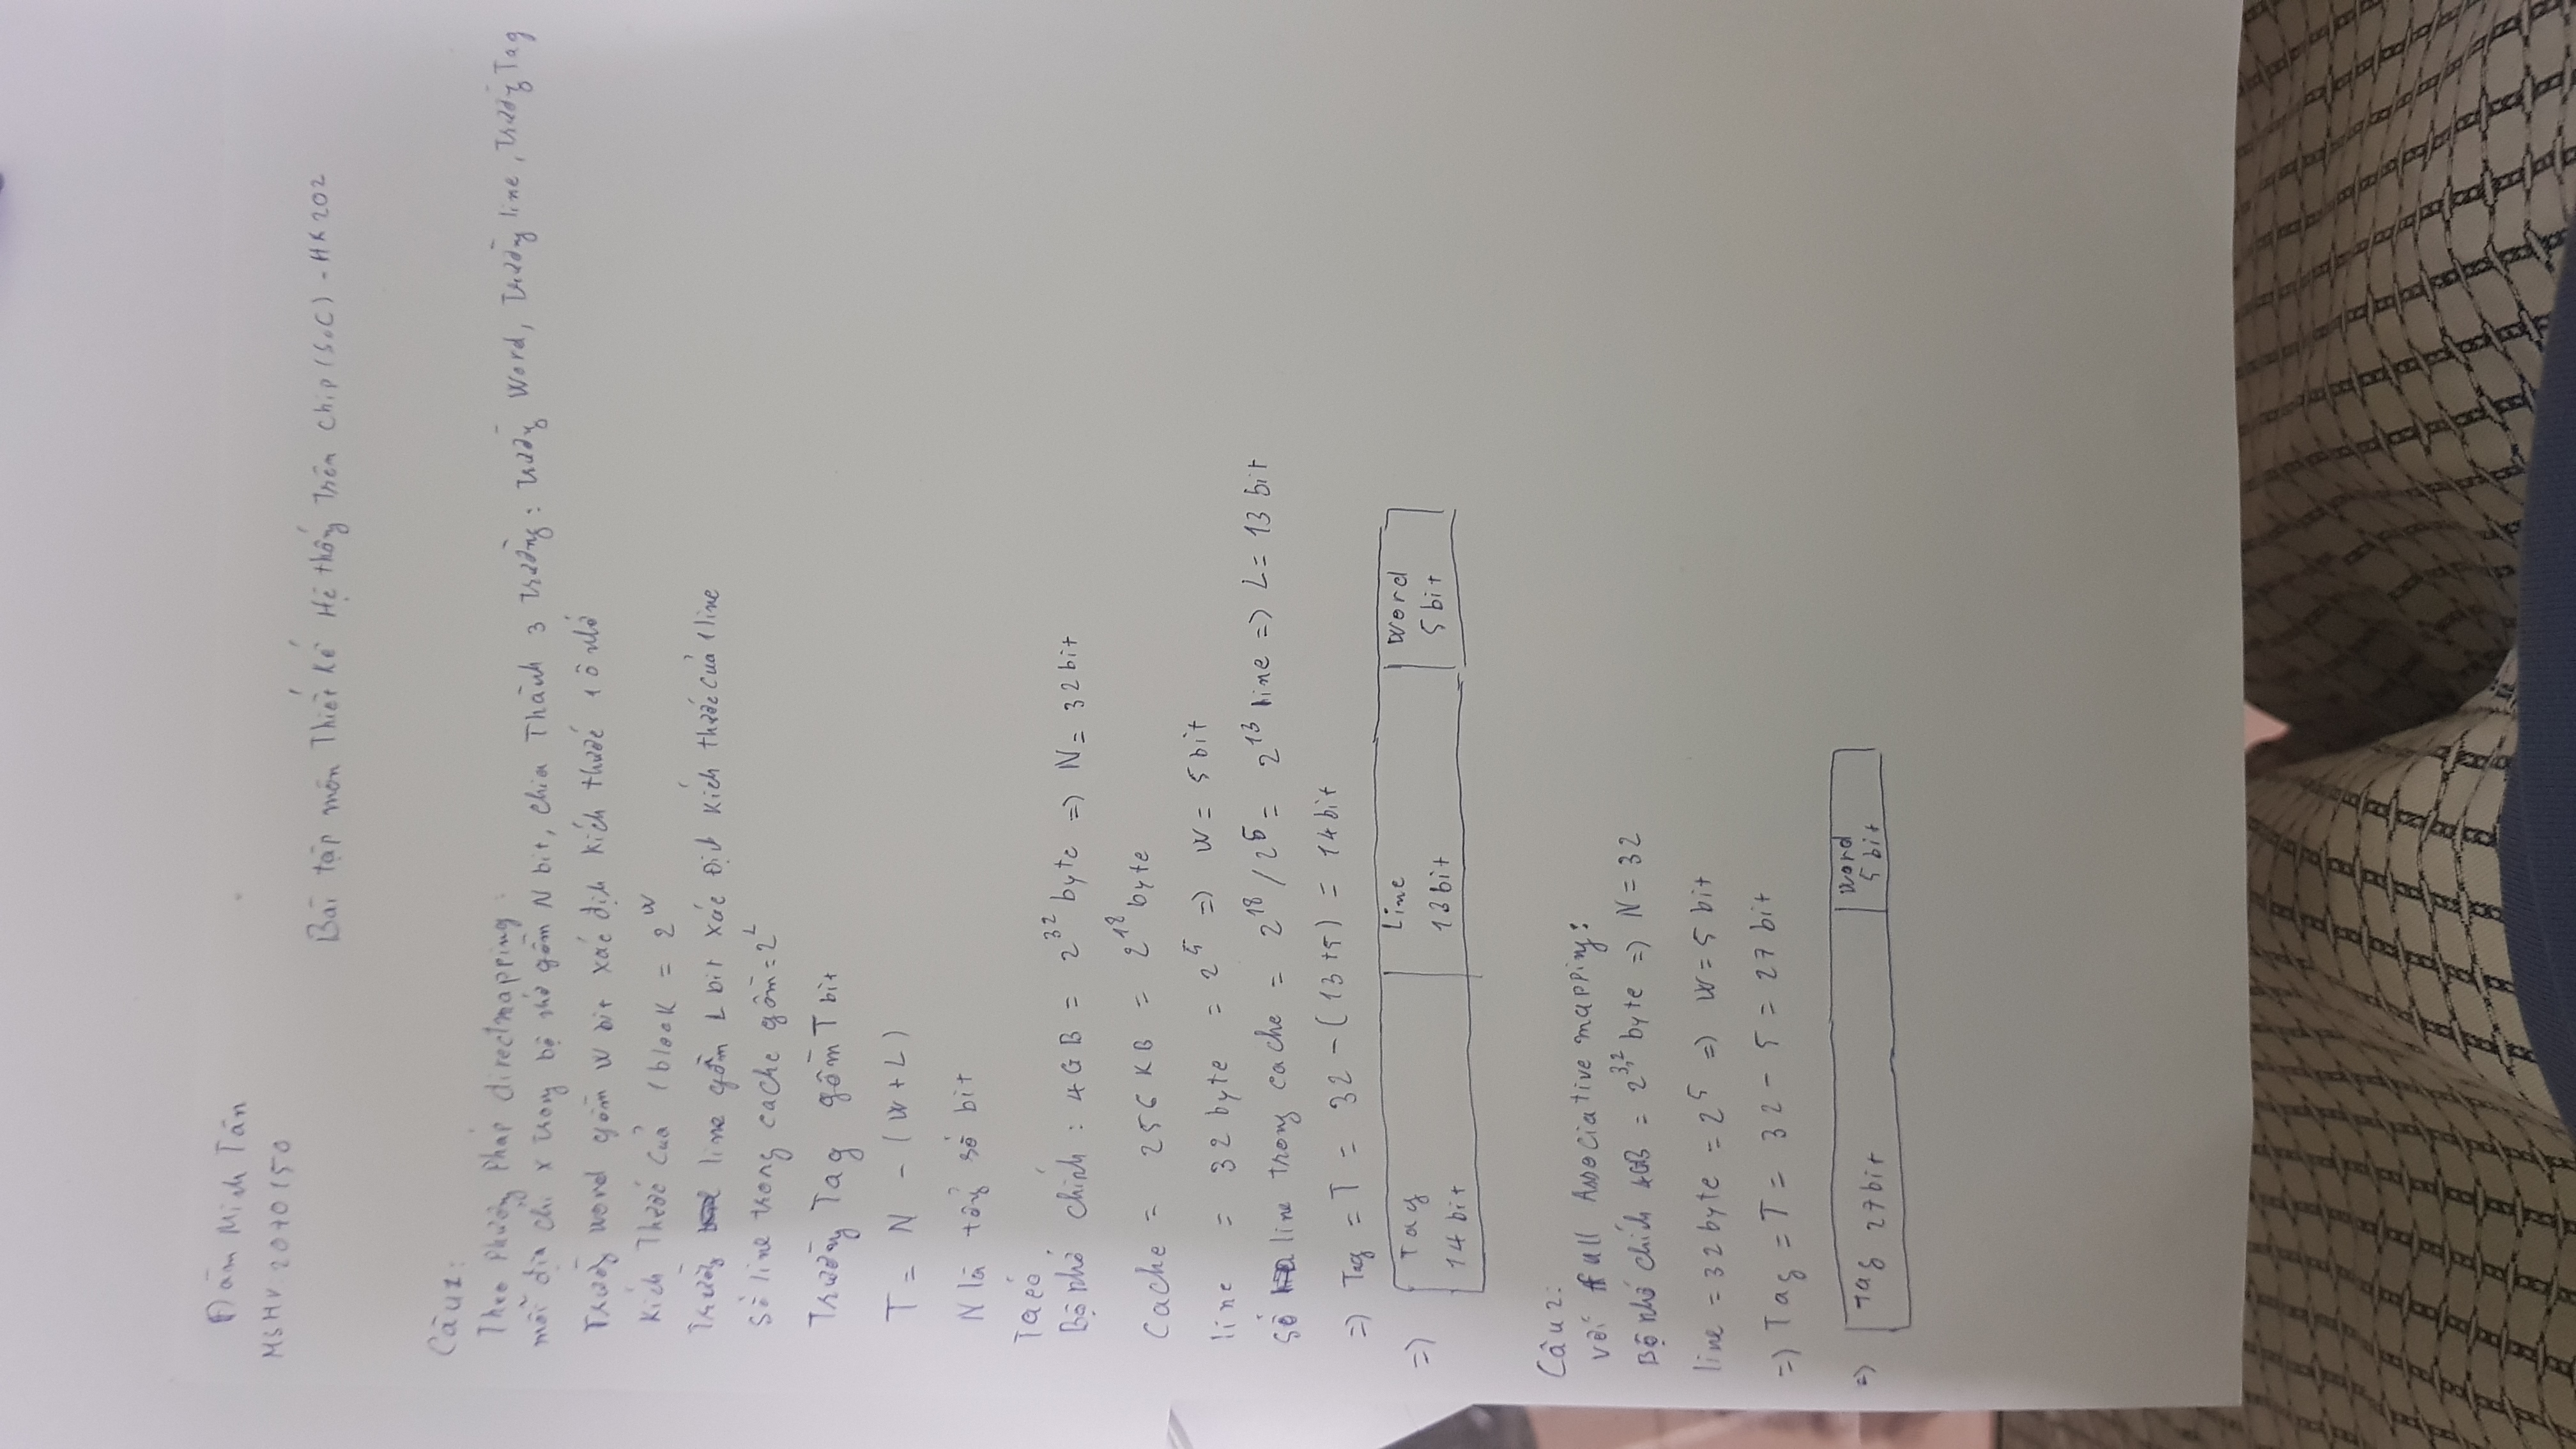 Đàm Minh Tân
MSHV: 2070150
Bài tập môn Thiết kế Hệ thống Trên Chip (SoC) - HK202
Câu 1:
Theo phương pháp directmapping:
mỗi địa chỉ x trong bộ nhớ gồm N bit, chia Thành 3 trường: trường Word, Trường line, trường Tag
Trường word gồm W bit xác định kích thước 1 ô nhớ
Kích Thước của 1 block = 2^W
Trường line gồm L bit xác định kích thước của 1 line
Số line trong cache gồm = 2^L
Trường Tag gồm T bit
T = N - (W + L)
N là tổng số bit
Ta có
Bộ nhớ chính: 4GB = 2^32 byte => N = 32 bit
Cache = 256 KB = 2^18 byte
line = 32 byte = 2^5 => W = 5 bit
Số line trong cache = 2^18 / 2^5 = 2^13 line => L = 13 bit
=> Tag = T = 32 - (13 + 5) = 14 bit
=> Tag Line Word
14 bit 13 bit 5 bit
Câu 2:
Với full Associative mapping:
Bộ nhớ chính 4GB = 2^32 byte => N = 32
line = 32 byte = 2^5 => W = 5 bit
=> Tag = T = 32 - 5 = 27 bit
=> Tag 27 bit Word
5 bit